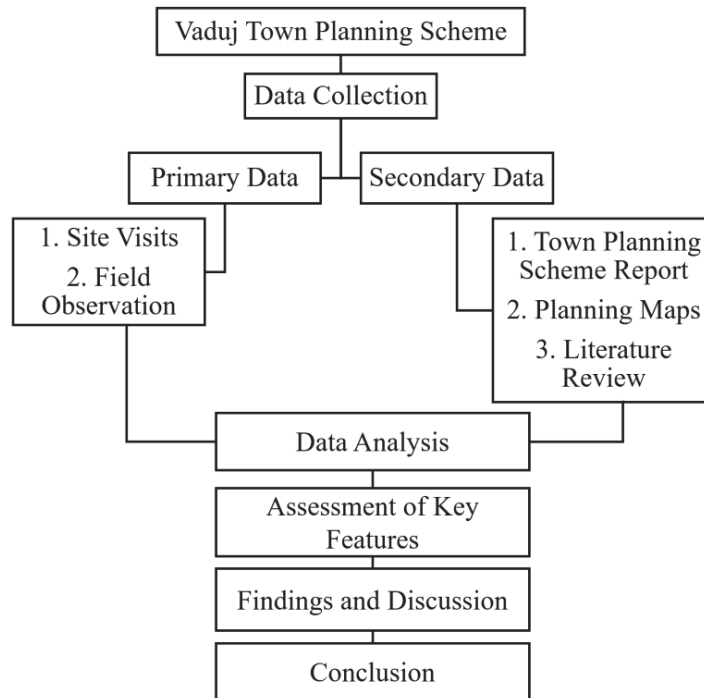 Vaduj Town Planning Scheme
Data Collection
Primary Data
Secondary Data
1. Site Visits
2. Field
Observation
1. Town Planning
Scheme Report
2. Planning Maps
3. Literature
Review
Data Analysis
Assessment of Key
Features
Findings and Discussion
Conclusion